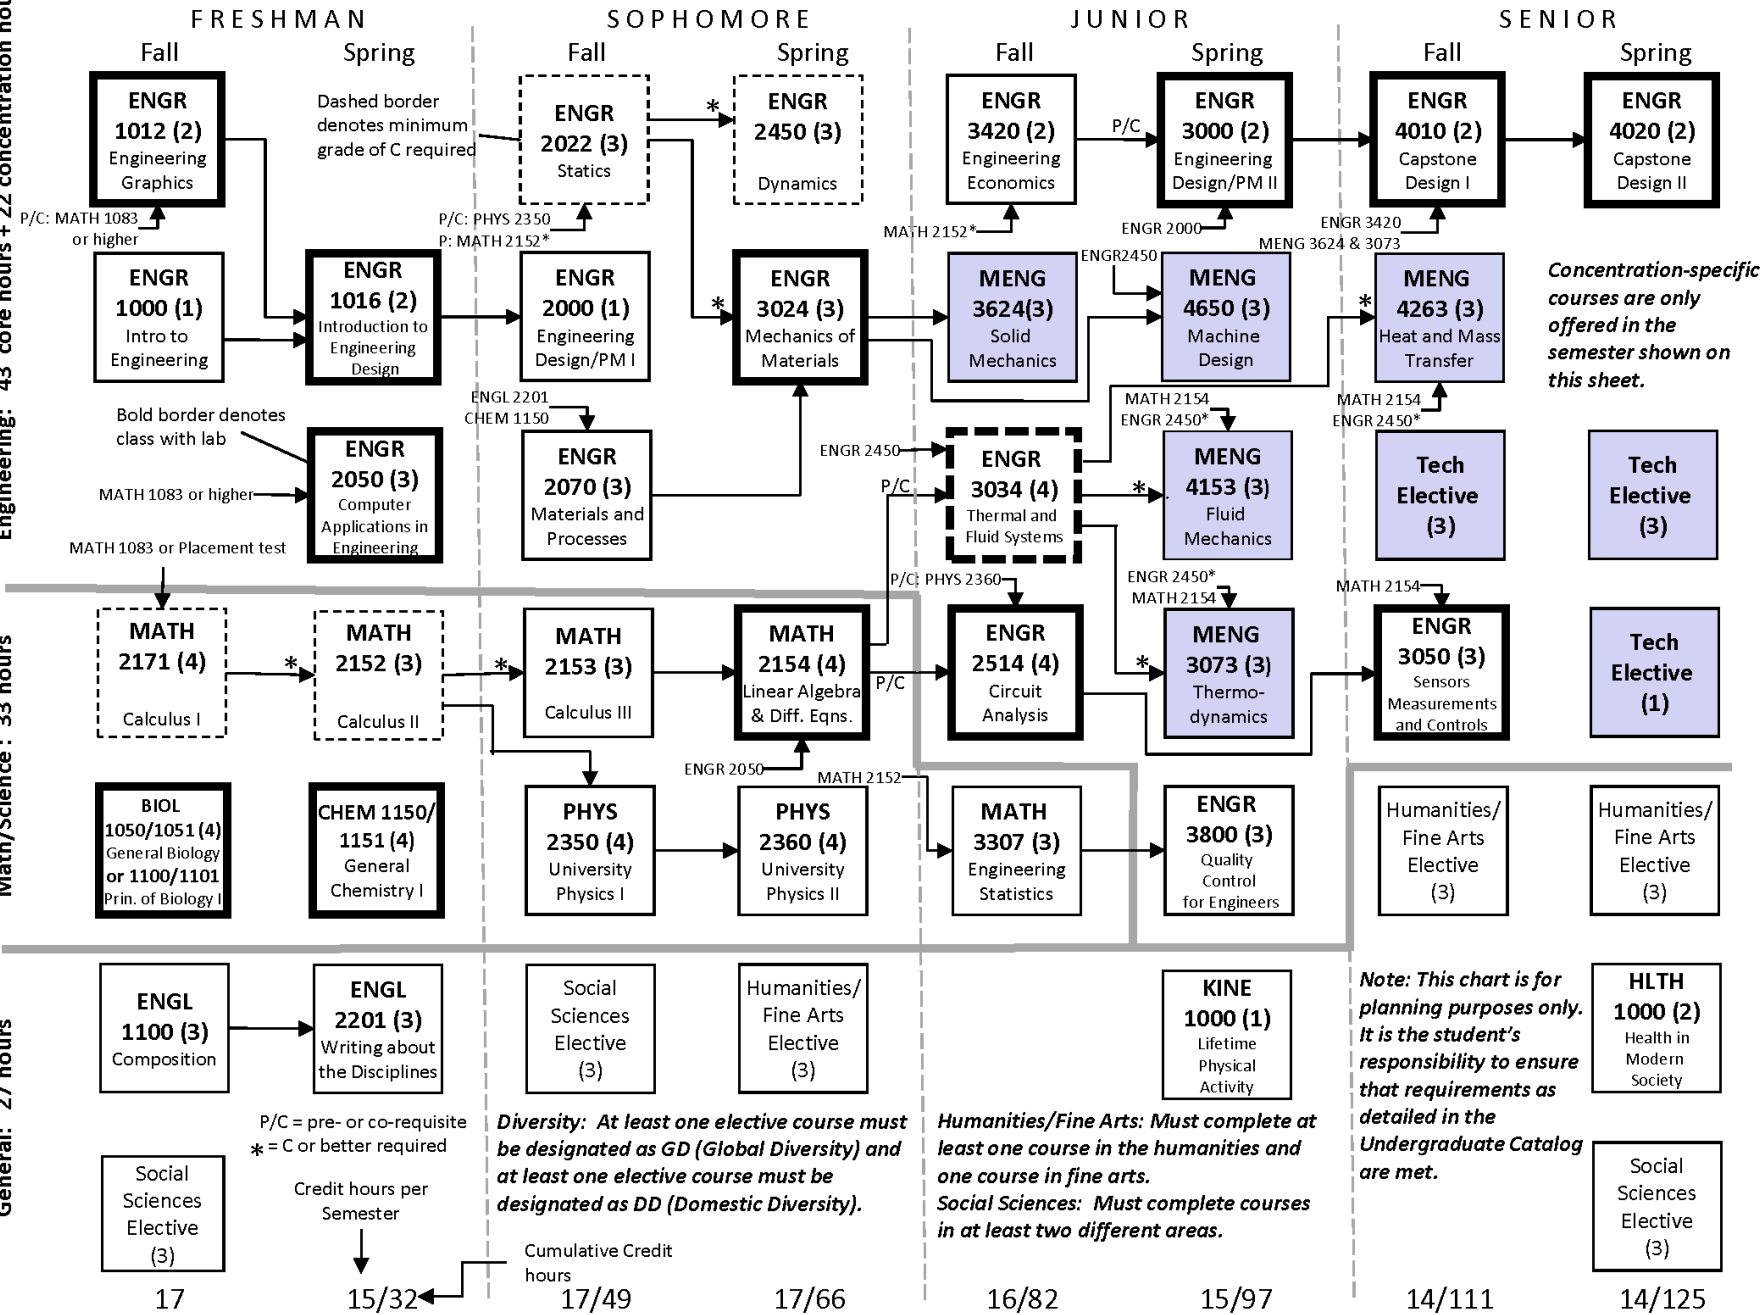 FRESHMAN
SOPHOMORE
JUNIOR
SENIOR
Fall
Spring
Fall
Spring
Fall
Spring
Fall
Spring
ENGR
1012 (2)
Engineering
Graphics
Dashed border
denotes minimum
grade of C required
ENGR
2022 (3)
Statics
*
ENGR
2450 (3)
Dynamics
ENGR
3420 (2)
Engineering
Economics
P/C
ENGR
3000 (2)
Engineering
Design/PM II
ENGR
4010 (2)
Capstone
Design I
ENGR
4020 (2)
Capstone
Design II
P/C: MATH 1083
or higher
P/C: PHYS 2350
P: MATH 2152*
MATH 2152*
ENGR 2000
ENGR 3420
MENG 3624 & 3073
ENGR
1000 (1)
Intro to
Engineering
ENGR
1016 (2)
Introduction to
Engineering
Design
ENGR
2000 (1)
Engineering
Design/PM I
*
ENGR
3024 (3)
Mechanics of
Materials
MENG
3624(3)
Solid
Mechanics
ENGR2450
MENG
4650 (3)
Machine
Design
*
MENG
4263 (3)
Heat and Mass
Transfer
Concentration-specific
courses are only
offered in the
semester shown on
this sheet.
Bold border denotes
class with lab
ENGL 2201
CHEM 1150
MATH 2154
ENGR 2450*
MATH 2154
ENGR 2450*
MATH 1083 or higher
ENGR
2050 (3)
Computer
Applications in
Engineering
ENGR
2070 (3)
Materials and
Processes
ENGR 2450
P/C
ENGR
3034 (4)
Thermal and
Fluid Systems
*
MENG
4153 (3)
Fluid
Mechanics
Tech
Elective
(3)
Tech
Elective
(3)
MATH 1083 or Placement test
P/C: PHYS 2360
ENGR 2450*
MATH 2154
MATH 2154
MATH
2171 (4)
Calculus I
*
MATH
2152 (3)
Calculus II
*
MATH
2153 (3)
Calculus III
MATH
2154 (4)
Linear Algebra
& Diff. Eqns.
P/C
ENGR
2514 (4)
Circuit
Analysis
*
MENG
3073 (3)
Thermo-
dynamics
ENGR
3050 (3)
Sensors
Measurements
and Controls
Tech
Elective
(1)
ENGR 2050
MATH 2152
BIOL
1050/1051 (4)
General Biology
or 1100/1101
Prin. of Biology I
CHEM 1150/
1151 (4)
General
Chemistry I
PHYS
2350 (4)
University
Physics I
PHYS
2360 (4)
University
Physics II
MATH
3307 (3)
Engineering
Statistics
ENGR
3800 (3)
Quality
Control
for Engineers
Humanities/
Fine Arts
Elective
(3)
Humanities/
Fine Arts
Elective
(3)
ENGL
1100 (3)
Composition
ENGL
2201 (3)
Writing about
the Disciplines
Social
Sciences
Elective
(3)
Humanities/
Fine Arts
Elective
(3)
KINE
1000 (1)
Lifetime
Physical
Activity
Note: This chart is for
planning purposes only.
It is the student's
responsibility to ensure
that requirements as
detailed in the
Undergraduate Catalog
are met.
HLTH
1000 (2)
Health in
Modern
Society
P/C = pre- or co-requisite
* = C or better required
Diversity: At least one elective course must
be designated as GD (Global Diversity) and
at least one elective course must be
designated as DD (Domestic Diversity).
Humanities/Fine Arts: Must complete at
least one course in the humanities and
one course in fine arts.
Social Sciences: Must complete courses
in at least two different areas.
Social
Sciences
Elective
(3)
Credit hours per
Semester
Cumulative Credit
hours
Social
Sciences
Elective
(3)
17
15/32
17/49
17/66
16/82
15/97
14/111
14/125
Engineering: 43 core hours + 22 concentration
Math/Science: 33 hours
General: 27 hours